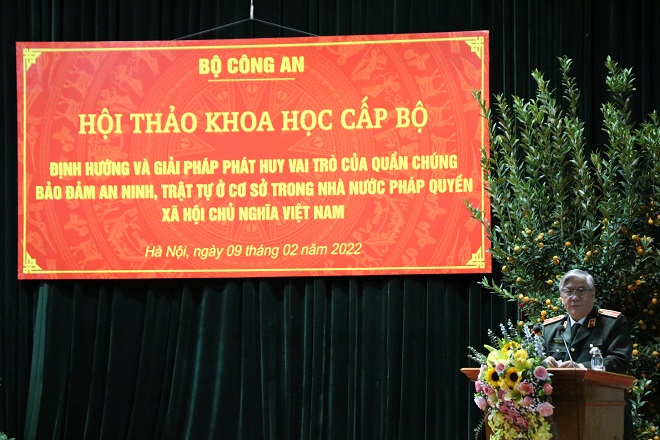 BỘ CÔNG AN
HỘI THẢO KHOA HỌC CẤP BỘ
ĐỊNH HƯỚNG VÀ GIẢI PHÁP PHÁT HUY VAI TRÒ CỦA QUẦN CHÚNG
BẢO ĐẢM AN NINH, TRẬT TỰ Ở CƠ SỞ TRONG NHÀ NƯỚC PHÁP QUYỀN
XÃ HỘI CHỦ NGHĨA VIỆT NAM
Hà Nội, ngày 09 tháng 02 năm 2022